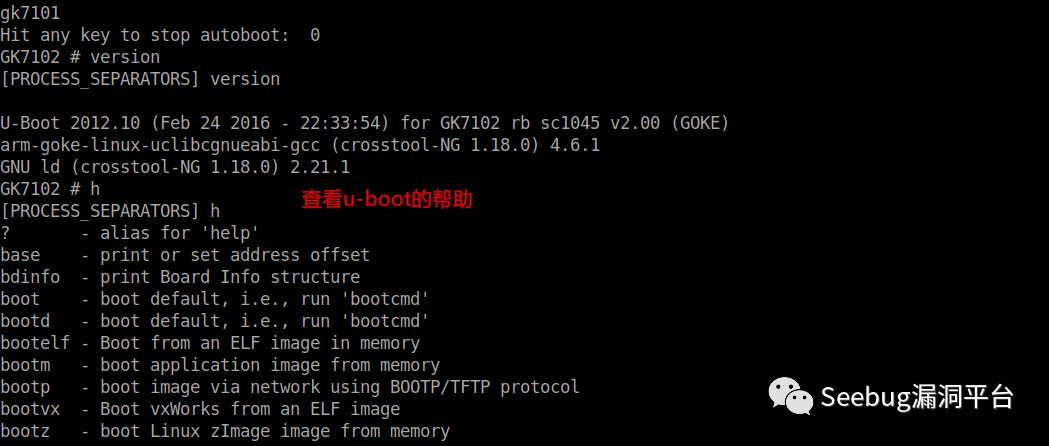 gk7101
Hit any key to stop autoboot:  0
GK7102 # version
[PROCESS_SEPARATORS] version
U-Boot 2012.10 (Feb 24 2016 - 22:33:54) for GK7102 rb sc1045 v2.00 (GOKE)
arm-goke-linux-uclibcgnueabi-gcc (crosstool-NG 1.18.0) 4.6.1
GNU ld (crosstool-NG 1.18.0) 2.21.1
GK7102 # h
查看u-boot的帮助
[PROCESS_SEPARATORS] h
?       - alias for 'help'
base    - print or set address offset
bdinfo  - print Board Info structure
boot    - boot default, i.e., run 'bootcmd'
bootd   - boot default, i.e., run 'bootcmd'
bootelf - Boot from an ELF image in memory
bootm   - boot application image from memory
bootp   - boot image via network using BOOTP/TFTP protocol
bootvx  - Boot vxWorks from an ELF image
bootz   - boot Linux zImage image from memory
Seebug漏洞平台